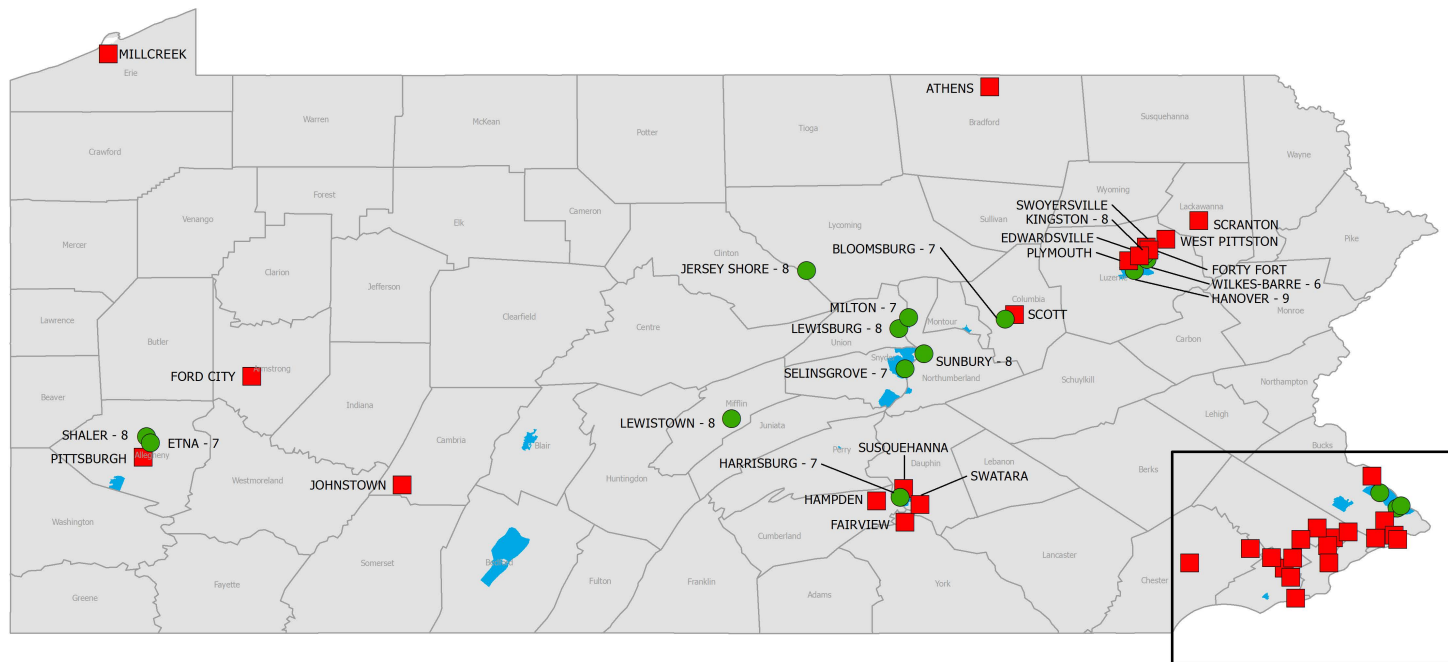 MILLCREEK
Erie
ATHENS
Warren
McKean
Potter
Tioga
Bradford
Susquehanna
Crawford
Wayne
Wyoming
Forest
SWOYERSVILLE
Lackawanna
Venango
Elk
Cameron
Lycoming
Sullivan
KINGSTON - 8
SCRANTON
Mercer
Clinton
BLOOMSBURG - 7
EDWARDSVILLE
WEST PITTSTON
Pike
PLYMOUTH
JERSEY SHORE - 8
FORTY FORT
Clarion
Luzerne
WILKES-BARRE - 6
Jefferson
HANOVER - 9
Columbia
MILTON - 7
Monroe
Lawrence
Clearfield
Centre
Montour
SCOTT
LEWISBURG - 8
Butler
Union
Carbon
Snyder
SUNBURY - 8
FORD CITY
Armstrong
SELINSGROVE - 7
Northumberland
Schuylkill
Northampton
Beaver
Indiana
Mifflin
Lehigh
LEWISTOWN - 8
Juniata
SHALER - 8
ETNA - 7
Cambria
Blair
Perry
SUSQUEHANNA
Bucks
PITTSBURGH
Allegheny
HARRISBURG - 7
Dauphin
Lebanon
Berks
Westmoreland
Huntingdon
SWATARA
JOHNSTOWN
HAMPDEN
FAIRVIEW
Washington
Cumberland
Somerset
Bedford
Lancaster
Fayette
Fulton
Franklin
York
Chester
Greene
Adams